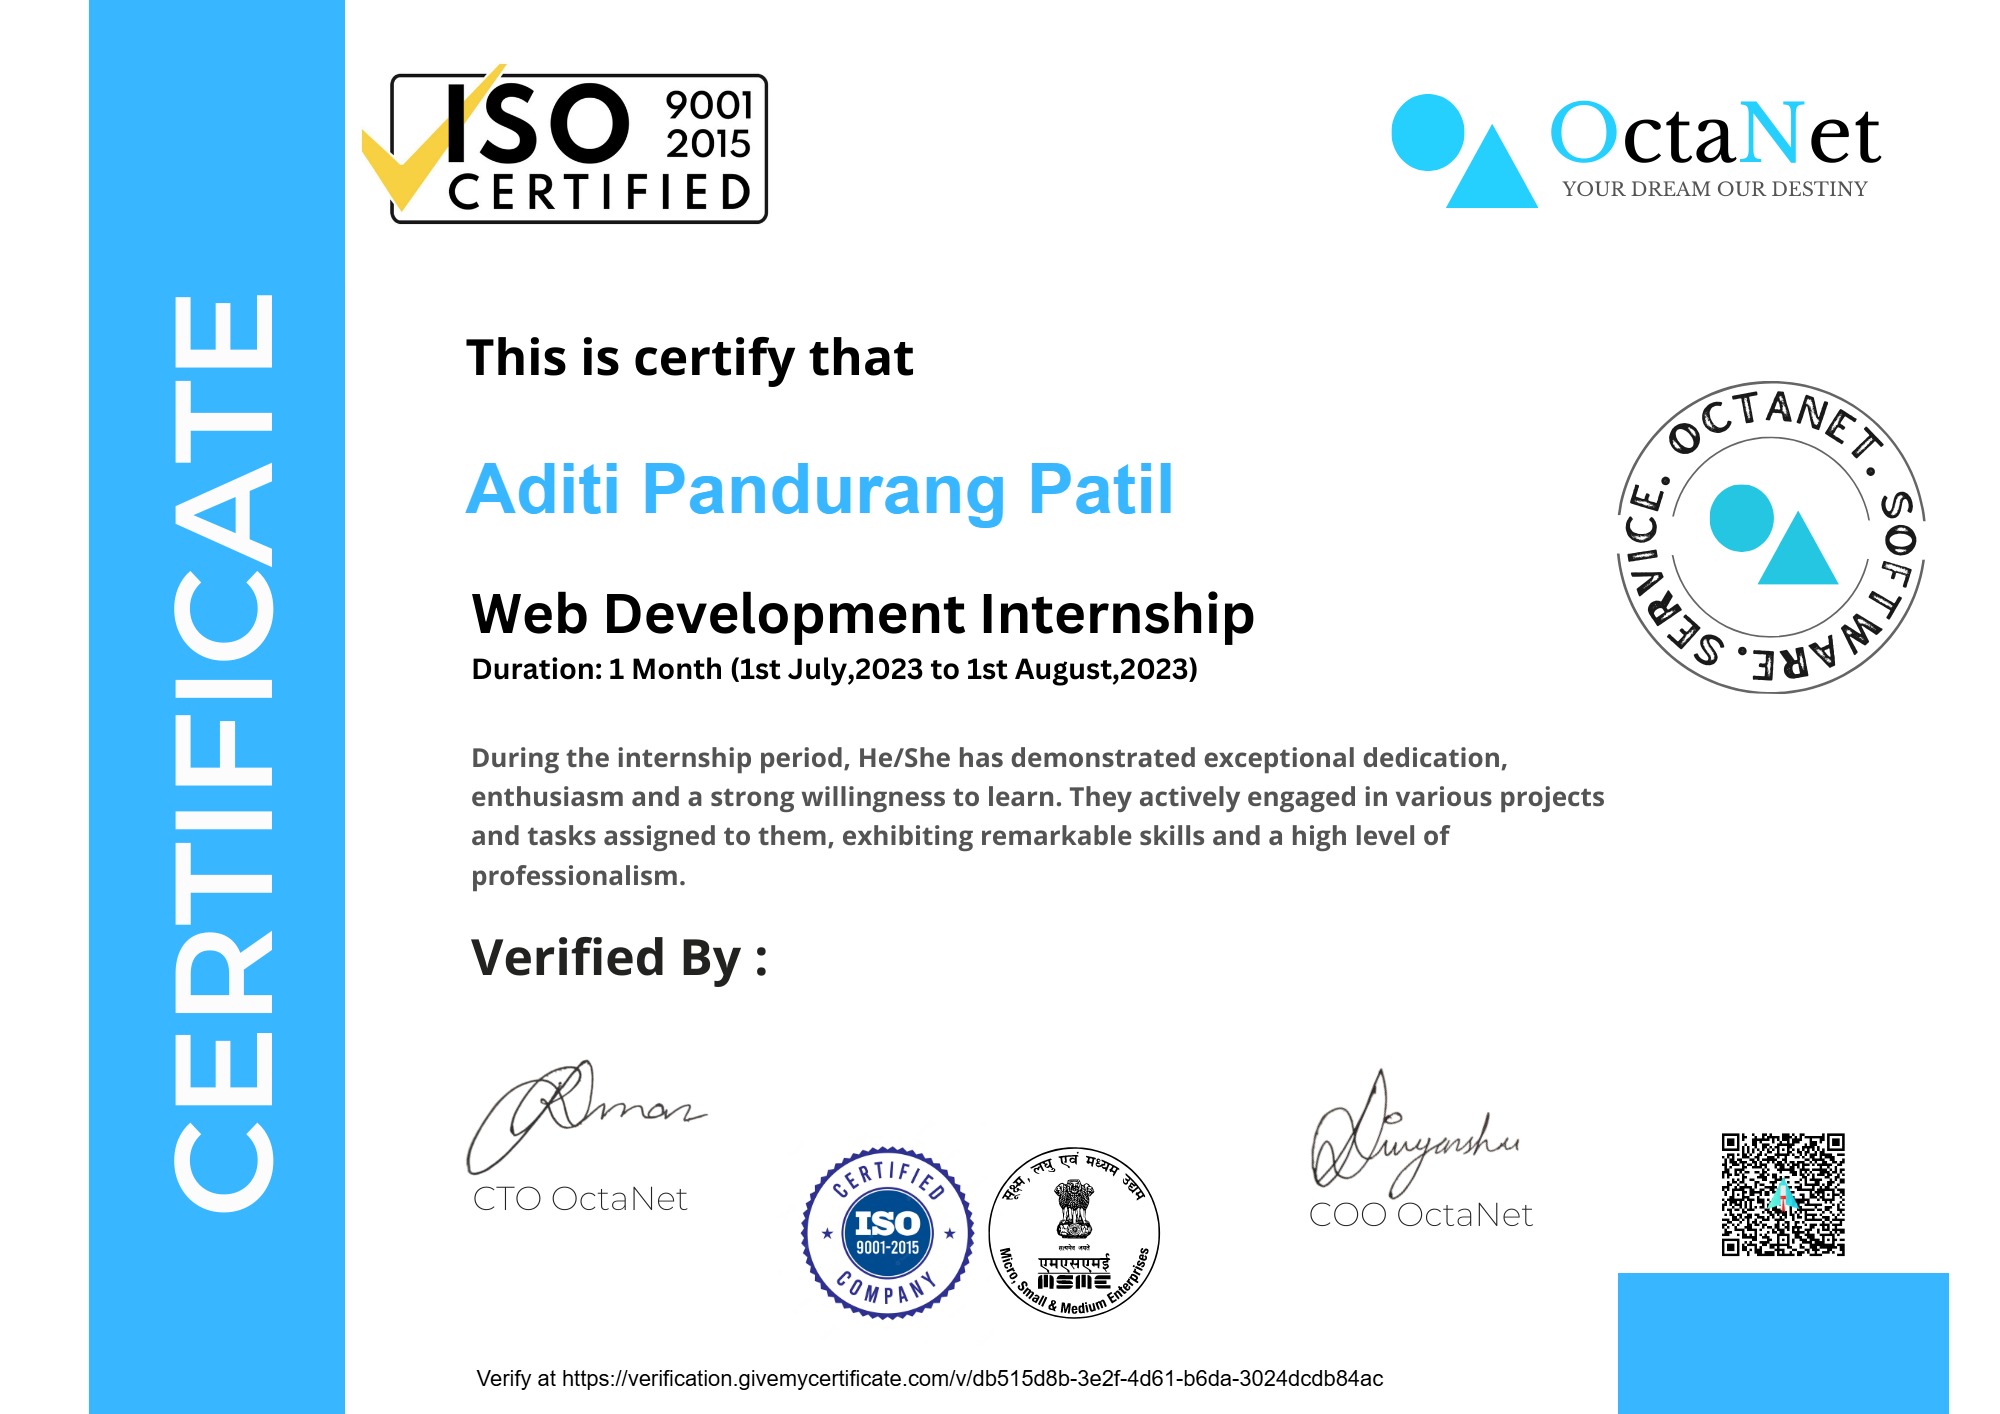 CERTIFICATE
ISO 9001
2015
CERTIFIED
OctaNet
YOUR DREAM OUR DESTINY
This is certify that
Aditi Pandurang Patil
OCTANET. SOFTWARE. SERVICE.
Web Development Internship
Duration: 1 Month (1st July,2023 to 1st August,2023)
During the internship period, He/She has demonstrated exceptional dedication,
enthusiasm and a strong willingness to learn. They actively engaged in various projects
and tasks assigned to them, exhibiting remarkable skills and a high level of
professionalism.
Verified By :
Aman
CTO OctaNet
CERTIFIED
ISO
9001-2015
COMPANY
सूक्ष्म, लघु एवं मध्यम उद्यम
सत्यमेव जयते
एमएसएमई
MSME
Micro, Small & Medium Enterprises
Divyanshu
COO OctaNet
Verify at https://verification.givemycertificate.com/v/db515d8b-3e2f-4d61-b6da-3024dcdb84ac